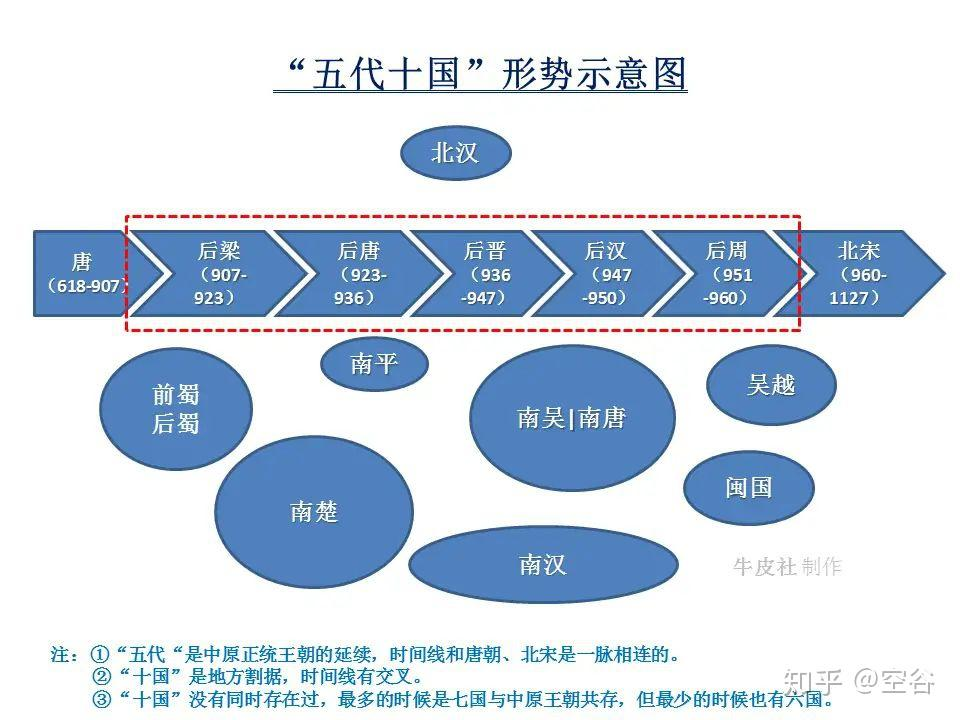 “五代十国”形势示意图
北汉
唐
（618-907）
后梁
（907-
923）
后唐
（923-
936）
后晋
（936
-947）
后汉
（947
-950）
后周
（951
-960）
北宋
（960-
1127）
前蜀
后蜀
南平
南吴|南唐
吴越
南楚
闽国
南汉
牛皮社 制作
注：①“五代“是中原正统王朝的延续，时间线和唐朝、北宋是一脉相连的。
②“十国”是地方割据，时间线有交叉。
③“十国”没有同时存在过，最多的时候是七国与中原王朝共存，但最少的时候也有六国。
知乎 @空谷